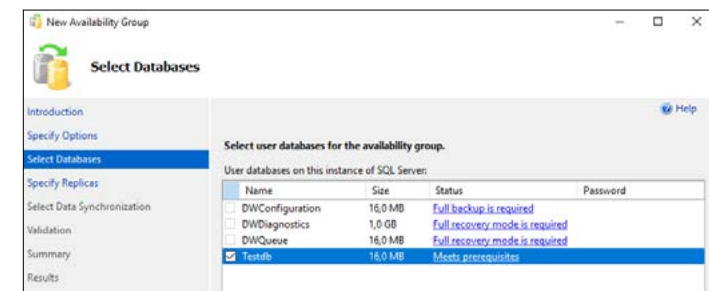 New Availability Group
Select Databases
Help
Introduction
Specify Options
Select Databases
Specify Replicas
Select Data Synchronization
Validation
Summary
Results
Select user databases for the availability group.
User databases on this instance of SQL Server:
Name Size Status Password
DWConfiguration 16,0 MB Full backup is required
DWDiagnostics 1,0 GB Full recovery mode is required
DWQueue 16,0 MB Full recovery mode is required
Testdb 16,0 MB Meets prerequisites